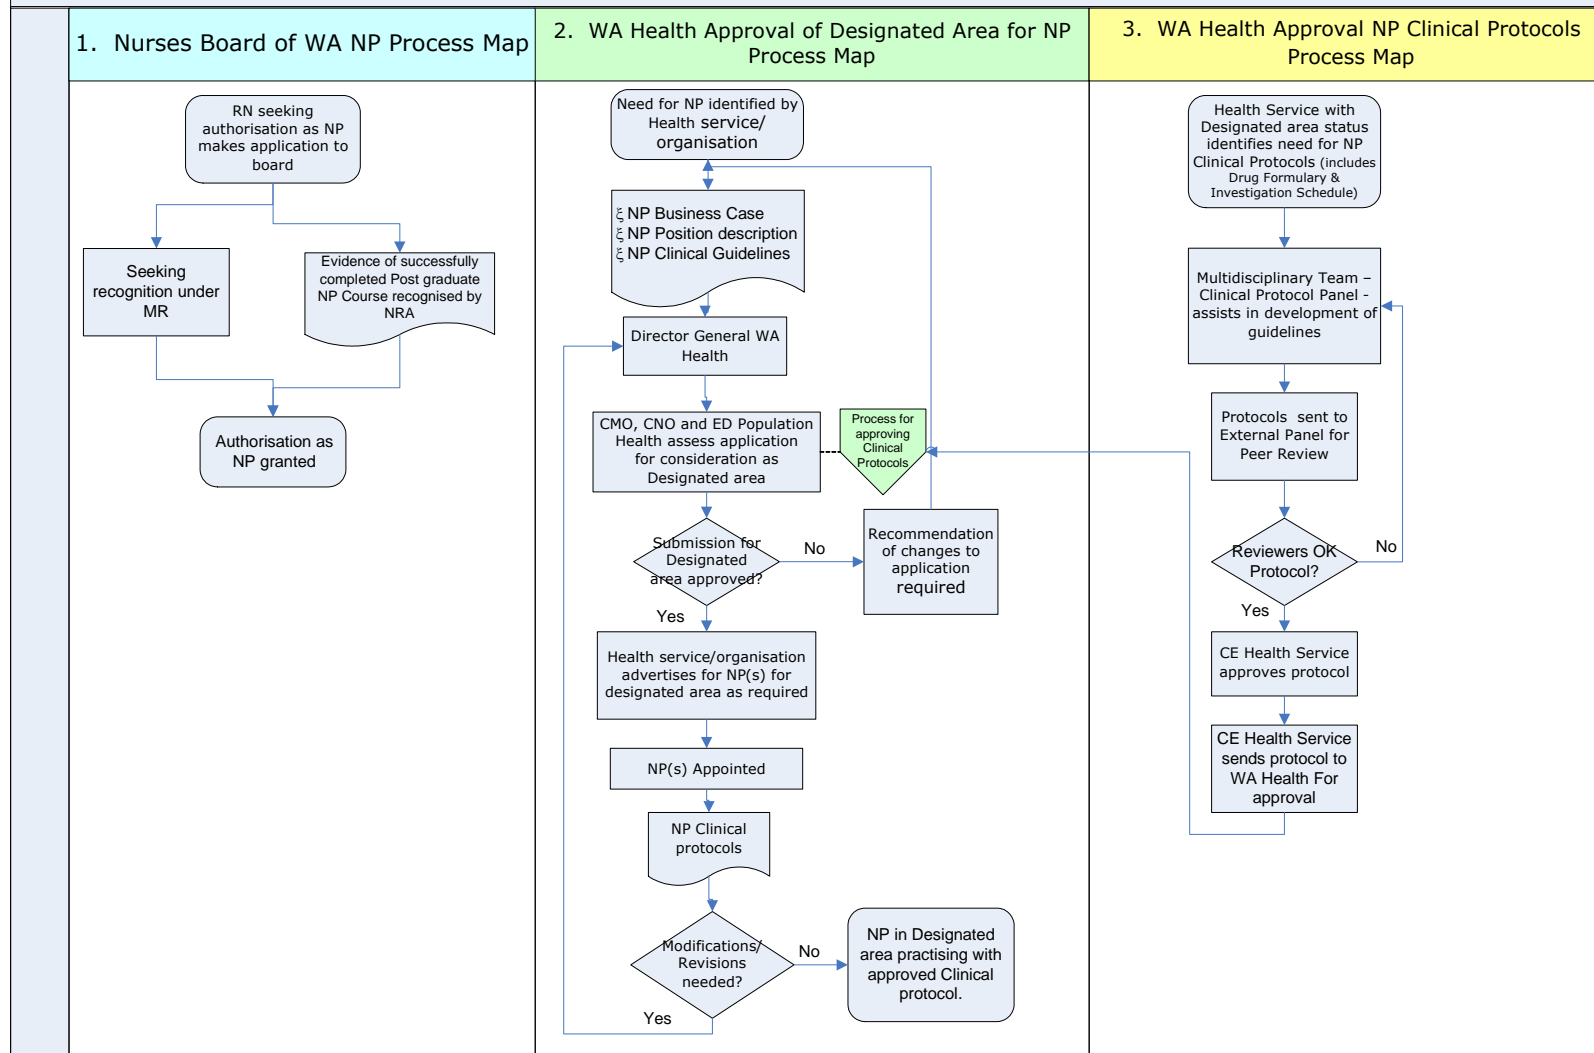 1.  Nurses Board of WA NP Process Map
RN seeking
authorisation as NP
makes application to
board
Seeking
recognition under
MR
Evidence of successfully
completed Post graduate
NP Course recognised by
NRA
Authorisation as
NP granted
2.  WA Health Approval of Designated Area for NP
Process Map
Need for NP identified by
Health service/
organisation
ξ NP Business Case
ξ NP Position description
ξ NP Clinical Guidelines
Director General WA
Health
CMO, CNO and ED Population
Health assess application
for consideration as
Designated area
Process for
approving
Clinical
Protocols
Submission for
Designated
area approved?
No
Recommendation
of changes to
application
required
Yes
Health service/organisation
advertises for NP(s) for
designated area as required
NP(s) Appointed
NP Clinical
protocols
Modifications/
Revisions
needed?
No
NP in Designated
area practising with
approved Clinical
protocol.
Yes
3.  WA Health Approval NP Clinical Protocols
Process Map
Health Service with
Designated area status
identifies need for NP
Clinical Protocols (includes
Drug Formulary &
Investigation Schedule)
Multidisciplinary Team –
Clinical Protocol Panel -
assists in development of
guidelines
Protocols  sent to
External Panel for
Peer Review
Reviewers OK
Protocol?
No
Yes
CE Health Service
approves protocol
CE Health Service
sends protocol to
WA Health For
approval